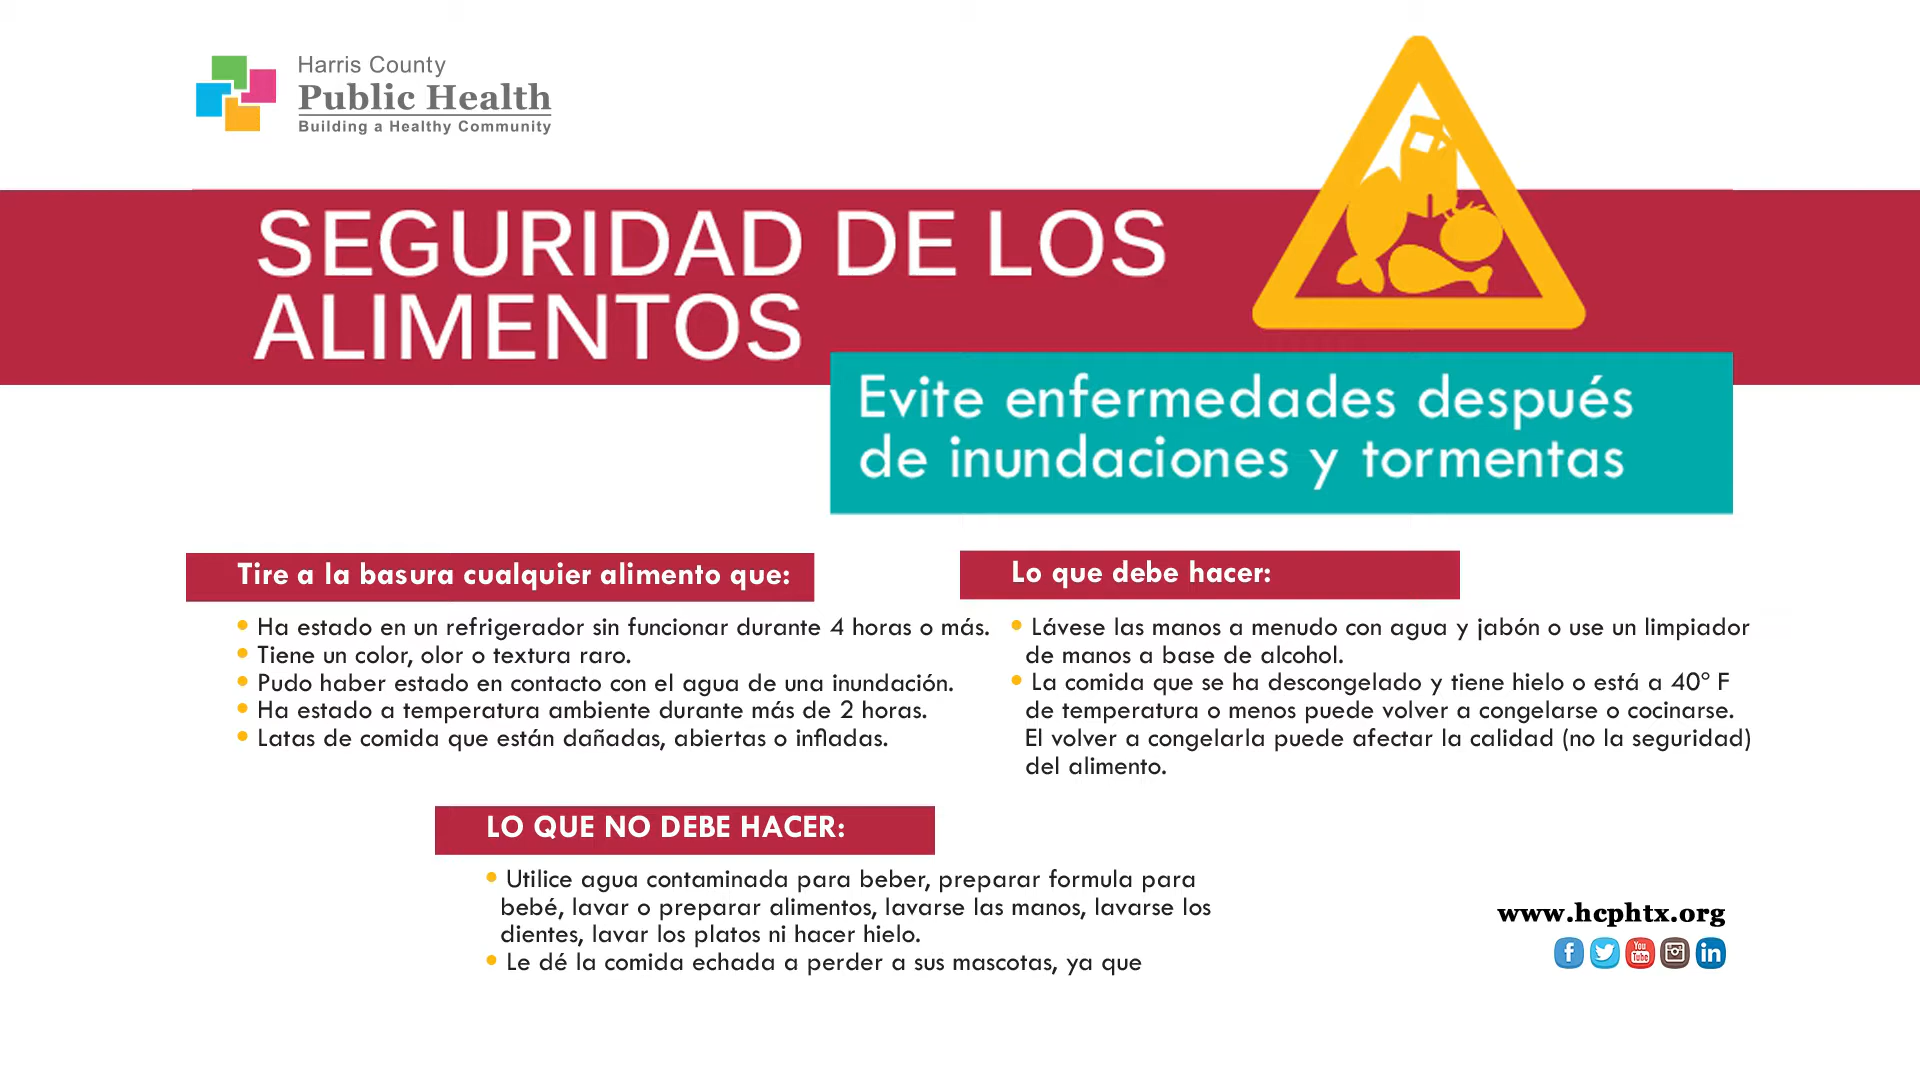 Harris County
Public Health
Building a Healthy Community
SEGURIDAD DE LOS
ALIMENTOS
Evite enfermedades después
de inundaciones y tormentas
Tire a la basura cualquier alimento que:
• Ha estado en un refrigerador sin funcionar durante 4 horas o más.
• Tiene un color, olor o textura raro.
• Pudo haber estado en contacto con el agua de una inundación.
• Ha estado a temperatura ambiente durante más de 2 horas.
• Latas de comida que están dañadas, abiertas o infladas.
Lo que debe hacer:
• Lávese las manos a menudo con agua y jabón o use un limpiador
de manos a base de alcohol.
• La comida que se ha descongelado y tiene hielo o está a 40° F
de temperatura o menos puede volver a congelarse o cocinarse.
El volver a congelarla puede afectar la calidad (no la seguridad)
del alimento.
LO QUE NO DEBE HACER:
• Utilice agua contaminada para beber, preparar formula para
bebé, lavar o preparar alimentos, lavarse las manos, lavarse los
dientes, lavar los platos ni hacer hielo.
• Le dé la comida echada a perder a sus mascotas, ya que
www.hcphtx.org
f
You
Tube
in